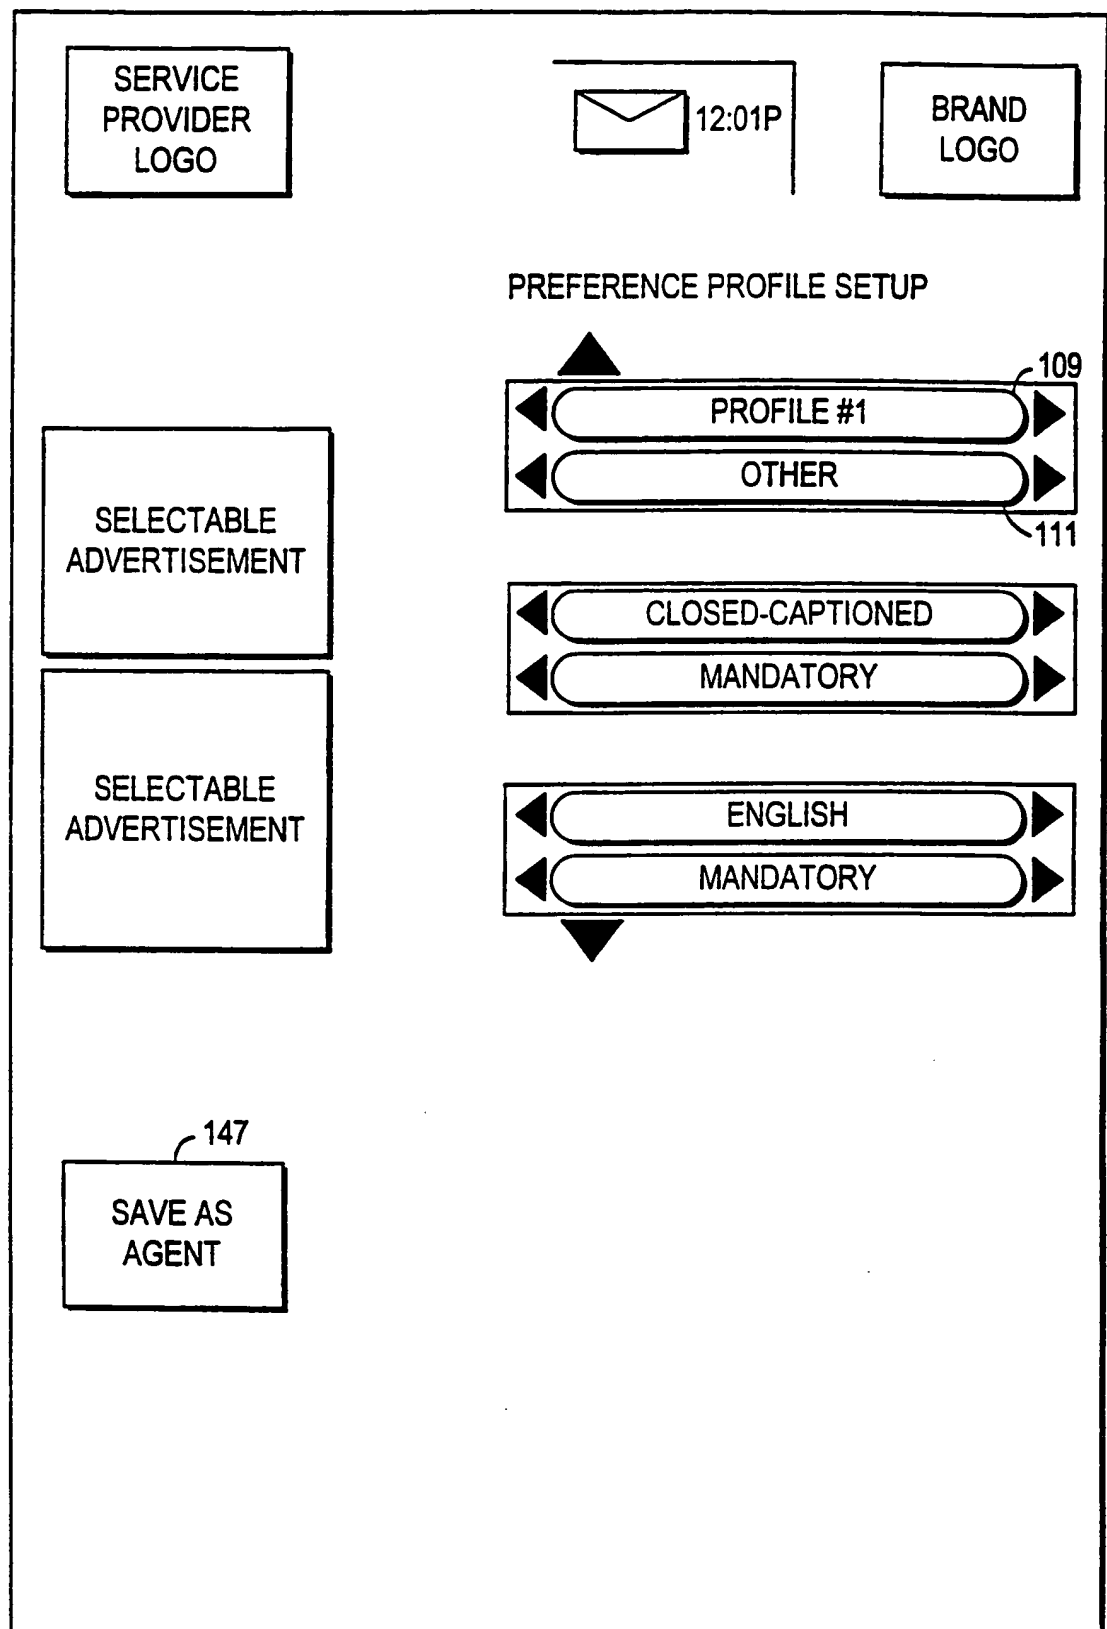 SERVICE
PROVIDER
LOGO
12:01P
BRAND
LOGO
PREFERENCE PROFILE SETUP
109
PROFILE #1
OTHER
111
SELECTABLE
ADVERTISEMENT
CLOSED-CAPTIONED
MANDATORY
SELECTABLE
ADVERTISEMENT
ENGLISH
MANDATORY
147
SAVE AS
AGENT